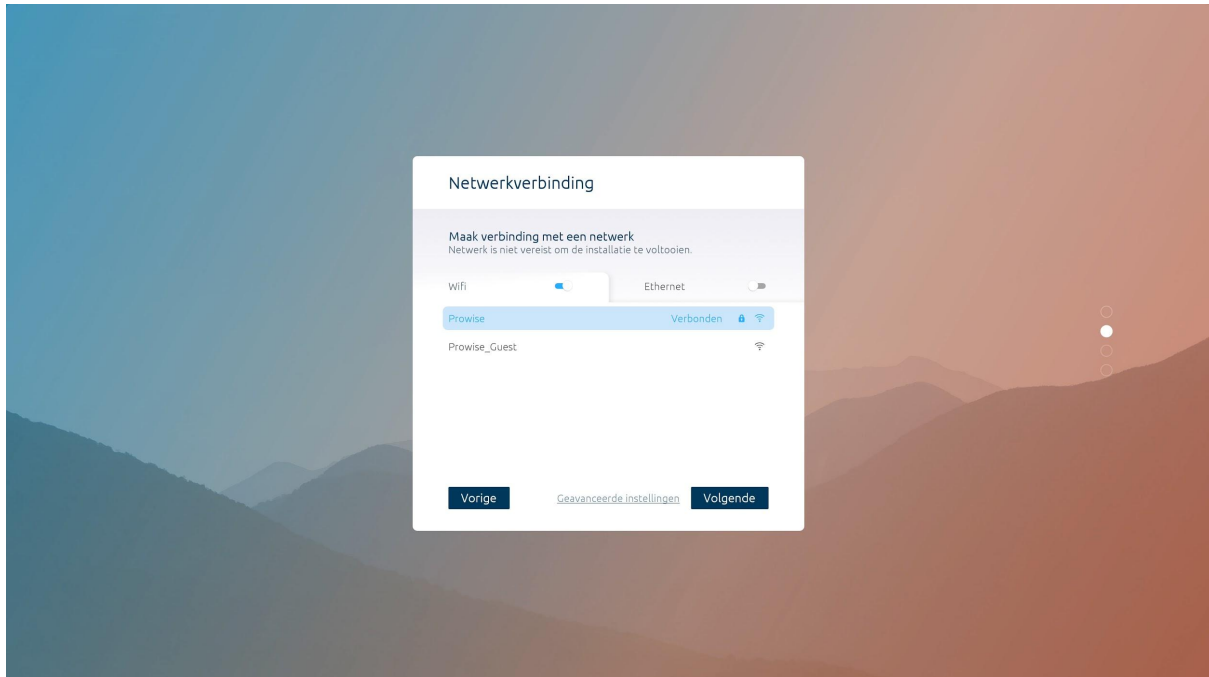 Netwerkverbinding
Maak verbinding met een netwerk
Netwerk is niet vereist om de installatie te voltooien.
Wifi Ethernet
Prowise Verbonden
Prowise_Guest
Vorige Geavanceerde instellingen Volgende